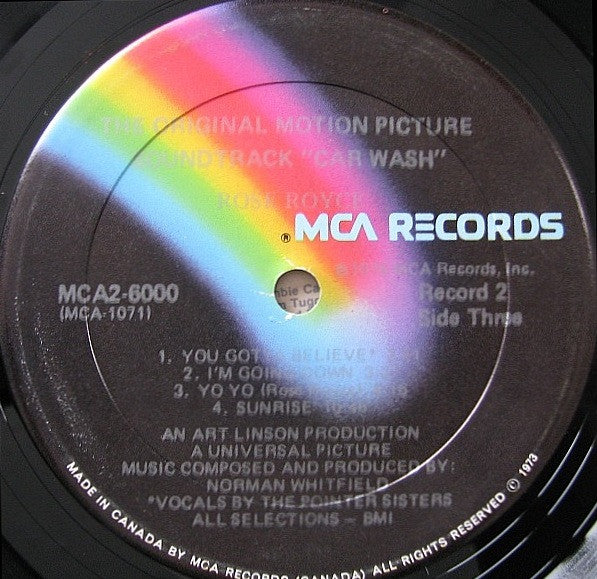 THE ORIGINAL MOTION PICTURE
SOUNDTRACK "CAR WASH"
ROSE ROYCE
® MCA RECORDS
MCA Records, Inc.
MCA2-6000
(MCA-1071)
Record 2
Side Three
1. YOU GOTTA BELIEVE*
2. I'M GOING DOWN
3. YO YO
4. SUNRISE
AN ART LINSON PRODUCTION
A UNIVERSAL PICTURE
MUSIC COMPOSED AND PRODUCED BY:
NORMAN WHITFIELD
*VOCALS BY THE POINTER SISTERS
ALL SELECTIONS – BMI
MADE IN CANADA BY MCA RECORDS (CANADA) ALL RIGHTS RESERVED © 1973